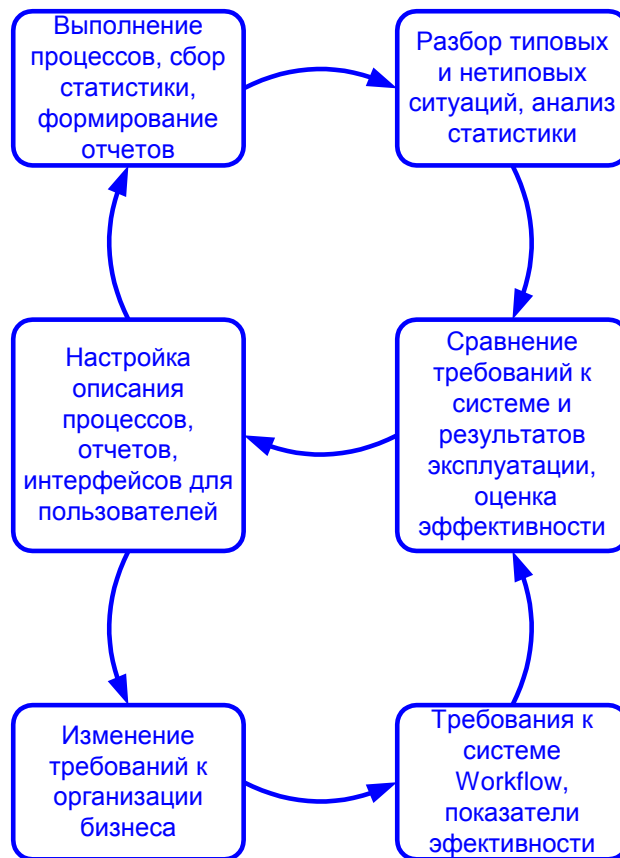 Выполнение
процессов, сбор
статистики,
формирование
отчетов
Разбор типовых
и нетиповых
ситуаций, анализ
статистики
Настройка
описания
процессов,
отчетов,
интерфейсов для
пользователей
Сравнение
требований к
системе и
результатов
эксплуатации,
оценка
эффективности
Изменение
требований к
организации
бизнеса
Требования к
системе
Workflow,
показатели
эфективности